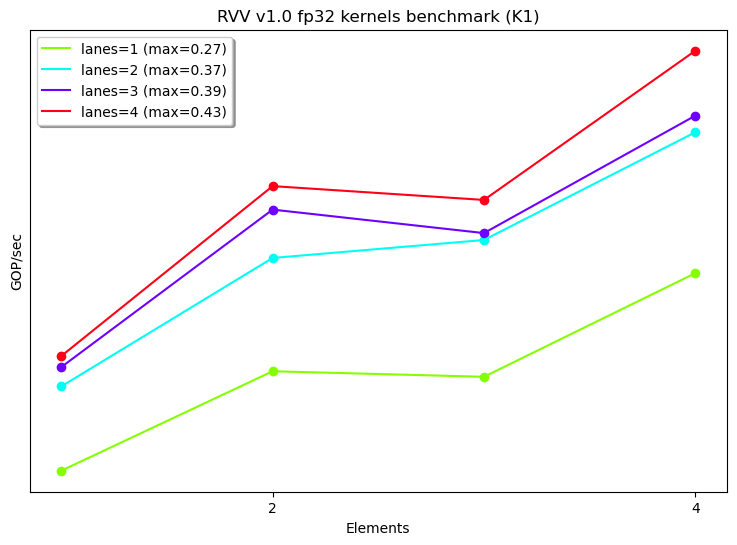 RVV v1.0 fp32 kernels benchmark (K1)
lanes=1 (max=0.27)
lanes=2 (max=0.37)
lanes=3 (max=0.39)
lanes=4 (max=0.43)
GOP/sec
2
4
Elements